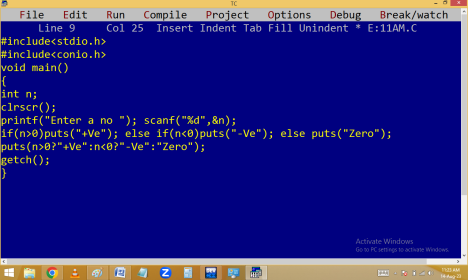 TC
File Edit Run Compile Project Options Debug Break/watch
Line 9 Col 25 Insert Indent Tab Fill Unindent * E:11AM.C
#include<stdio.h>
#include<conio.h>
void main()
{
int n;
clrscr();
printf("Enter a no "); scanf("%d",&n);
if(n>0)puts("+Ve"); else if(n<0)puts("-Ve"); else puts("Zero");
puts(n>0?"+Ve":n<0?"-Ve":"Zero");
getch();
}
Activate Windows
Go to PC settings to activate Windows.